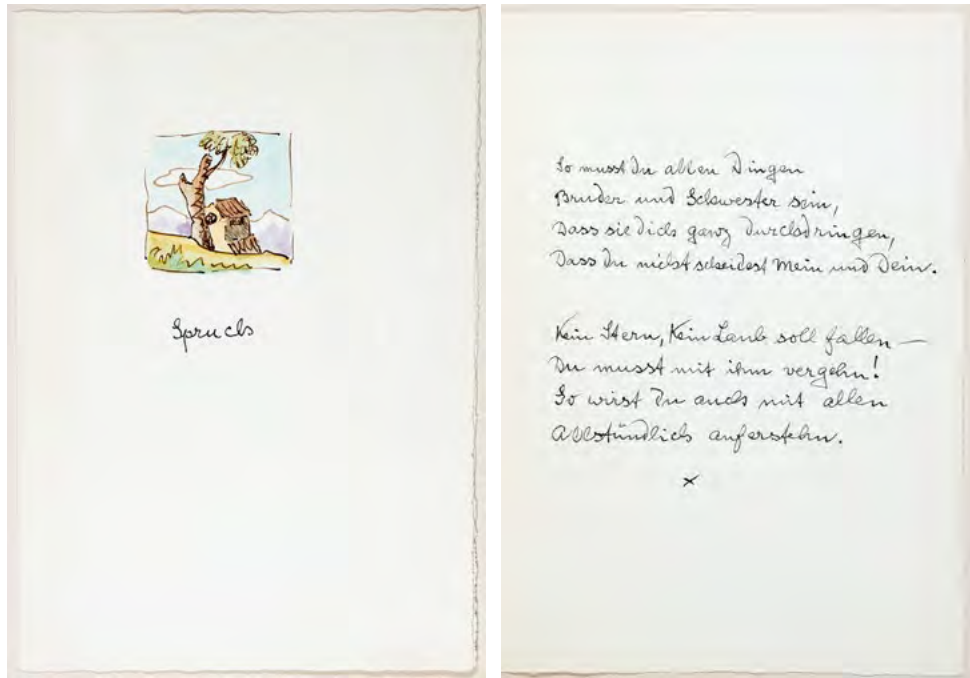 Spruch
So musst du allen Dingen
Bruder und Schwester sein,
Dass sie dich ganz durchdringen,
Dass du nicht scheidest Mein und Dein.
Kein Stern, Kein Laub soll fallen —
Du musst mit ihm vergehn!
So wirst du auch mit allen
Allstündlich auferstehn.
x